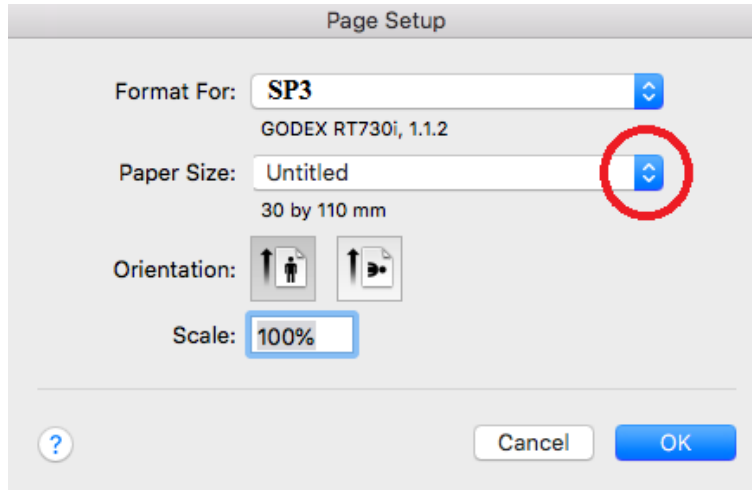 Page Setup
Format For: SP3
GODEX RT730i, 1.1.2
Paper Size: Untitled
30 by 110 mm
Orientation:
Scale: 100%
?
Cancel OK